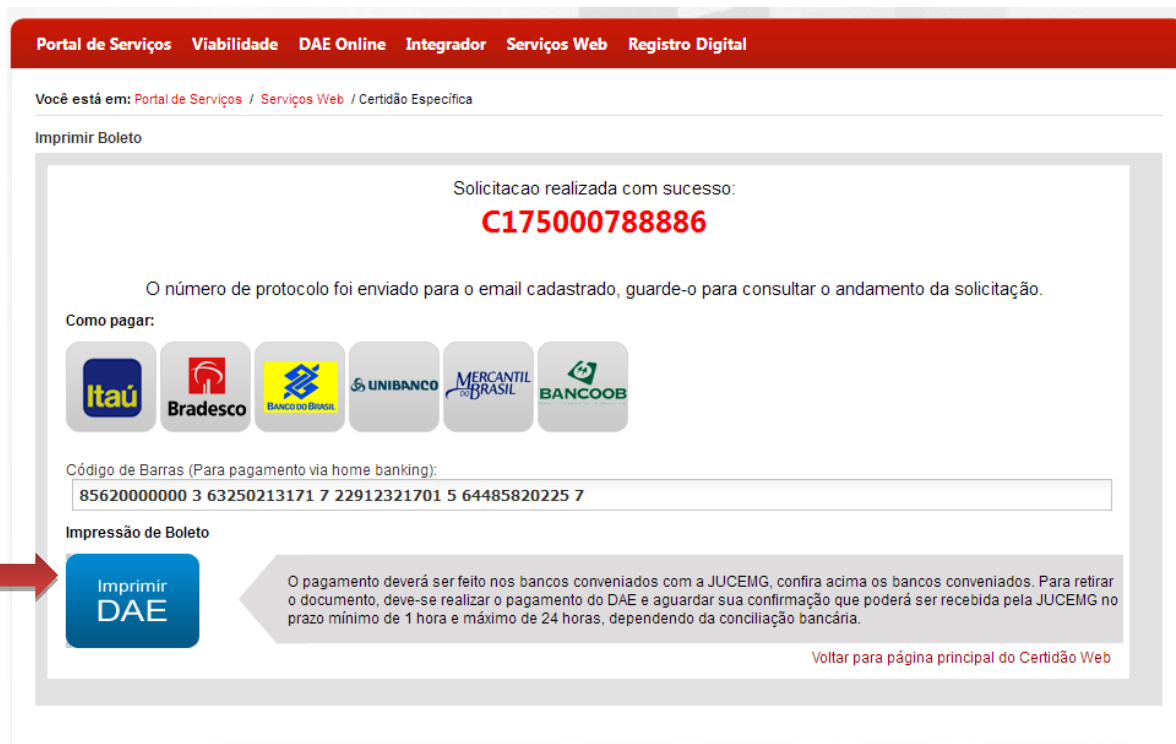 Portal de Serviços Viabilidade DAE Online Integrador Serviços Web Registro Digital
Você está em: Portal de Serviços / Serviços Web / Certidão Específica
Imprimir Boleto
Solicitacao realizada com sucesso:
C175000788886
O número de protocolo foi enviado para o email cadastrado, guarde-o para consultar o andamento da solicitação.
Como pagar:
Itaú
Bradesco
BANCO DO BRASIL
UNIBANCO
MERCANTIL
DO BRASIL
BANCOOB
Código de Barras (Para pagamento via home banking):
85620000000 3 63250213171 7 22912321701 5 64485820225 7
Impressão de Boleto
Imprimir
DAE
O pagamento deverá ser feito nos bancos conveniados com a JUCEMG, confira acima os bancos conveniados. Para retirar
o documento, deve-se realizar o pagamento do DAE e aguardar sua confirmação que poderá ser recebida pela JUCEMG no
prazo mínimo de 1 hora e máximo de 24 horas, dependendo da conciliação bancária.
Voltar para página principal do Certidão Web